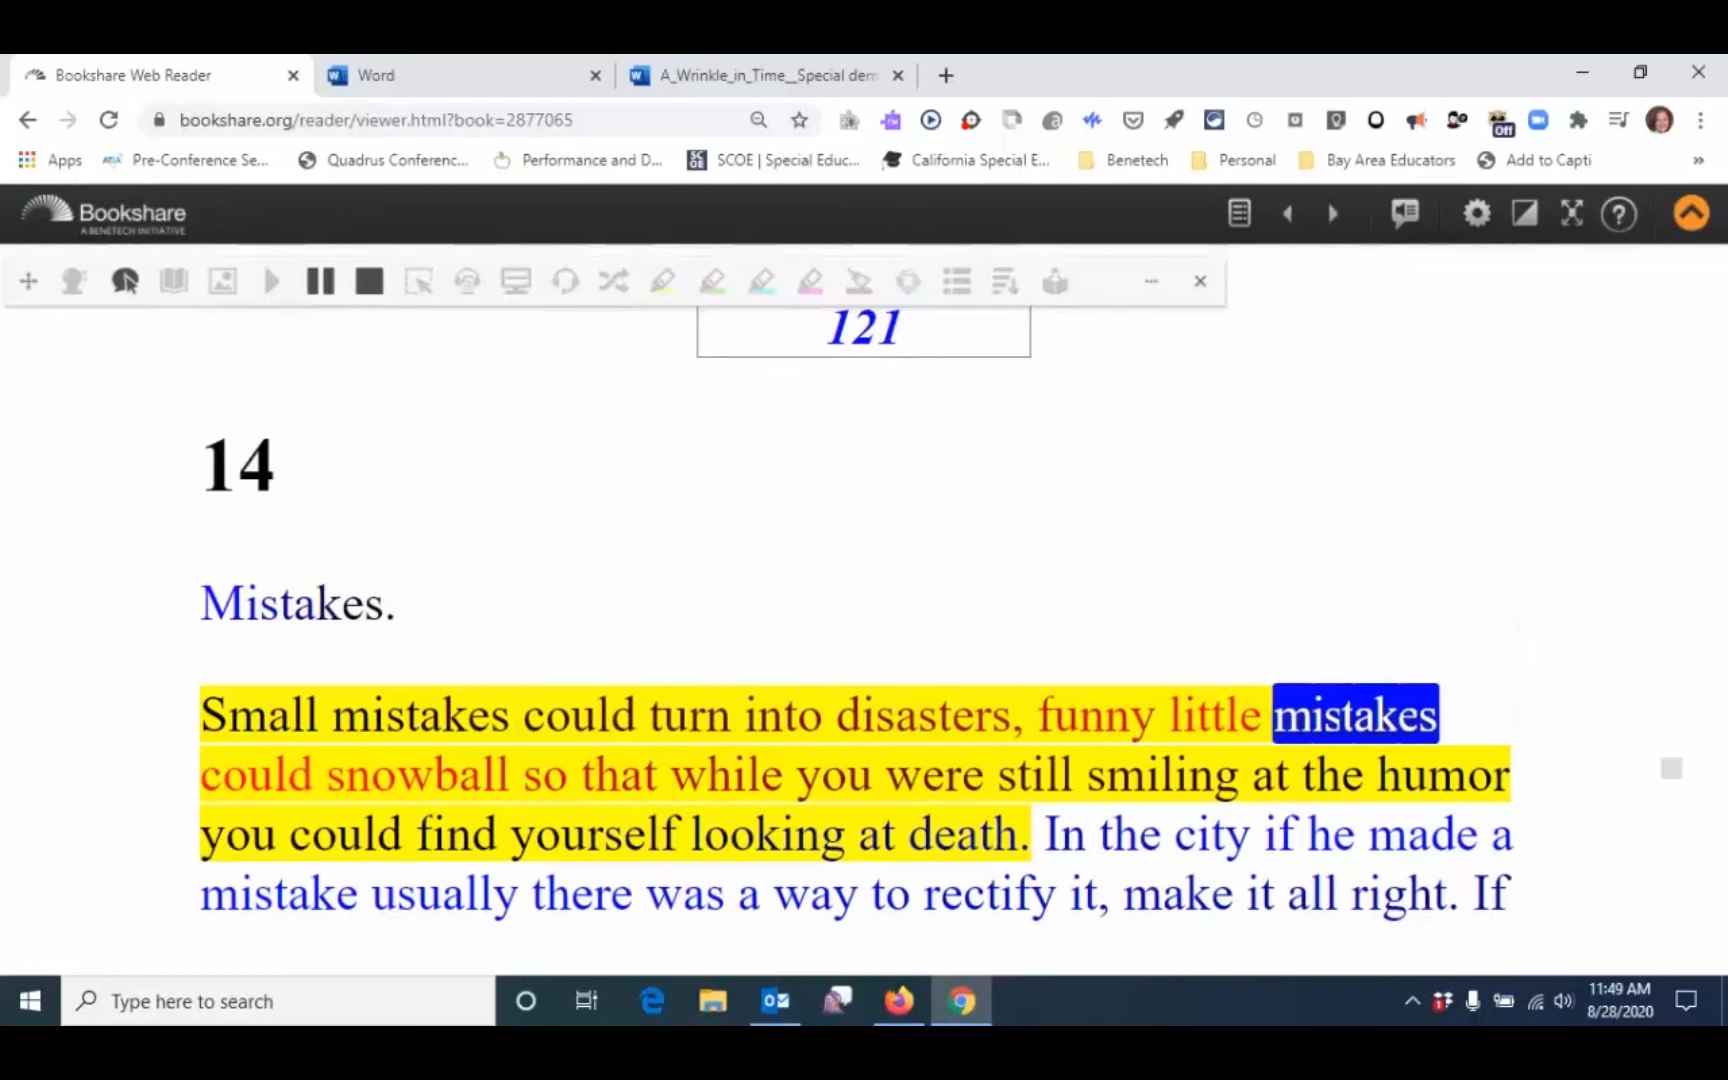 Bookshare Web Reader
Word
A_Wrinkle_in_Time__Special dem
bookshare.org/reader/viewer.html?book=2877065
Off
Apps
Pre-Conference Se...
Quadrus Conferenc...
Performance and D...
SCOE | Special Educ...
California Special E...
Benetech
Personal
Bay Area Educators
Add to Capti
»
Bookshare
A BENETECH INITIATIVE
121
14
Mistakes.
Small mistakes could turn into disasters, funny little mistakes
could snowball so that while you were still smiling at the humor
you could find yourself looking at death. In the city if he made a
mistake usually there was a way to rectify it, make it all right. If
Type here to search
11:49 AM
8/28/2020